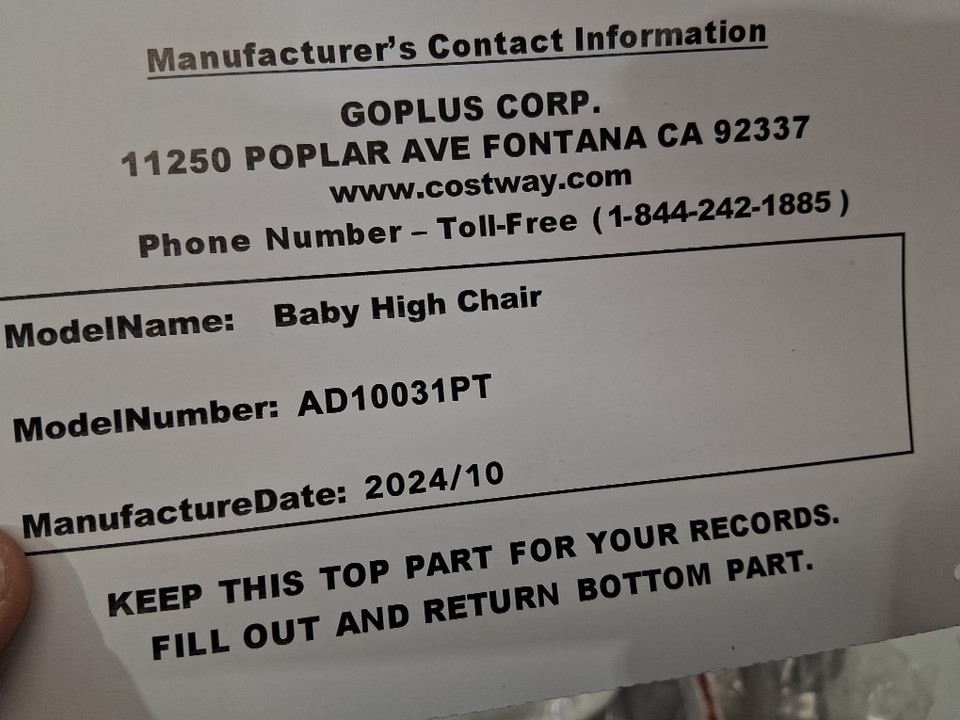 Manufacturer's Contact Information
GOPLUS CORP.
11250 POPLAR AVE FONTANA CA 92337
www.costway.com
Phone Number – Toll-Free (1-844-242-1885 )
ModelName: Baby High Chair
ModelNumber: AD10031PT
ManufactureDate: 2024/10
KEEP THIS TOP PART FOR YOUR RECORDS.
FILL OUT AND RETURN BOTTOM PART.